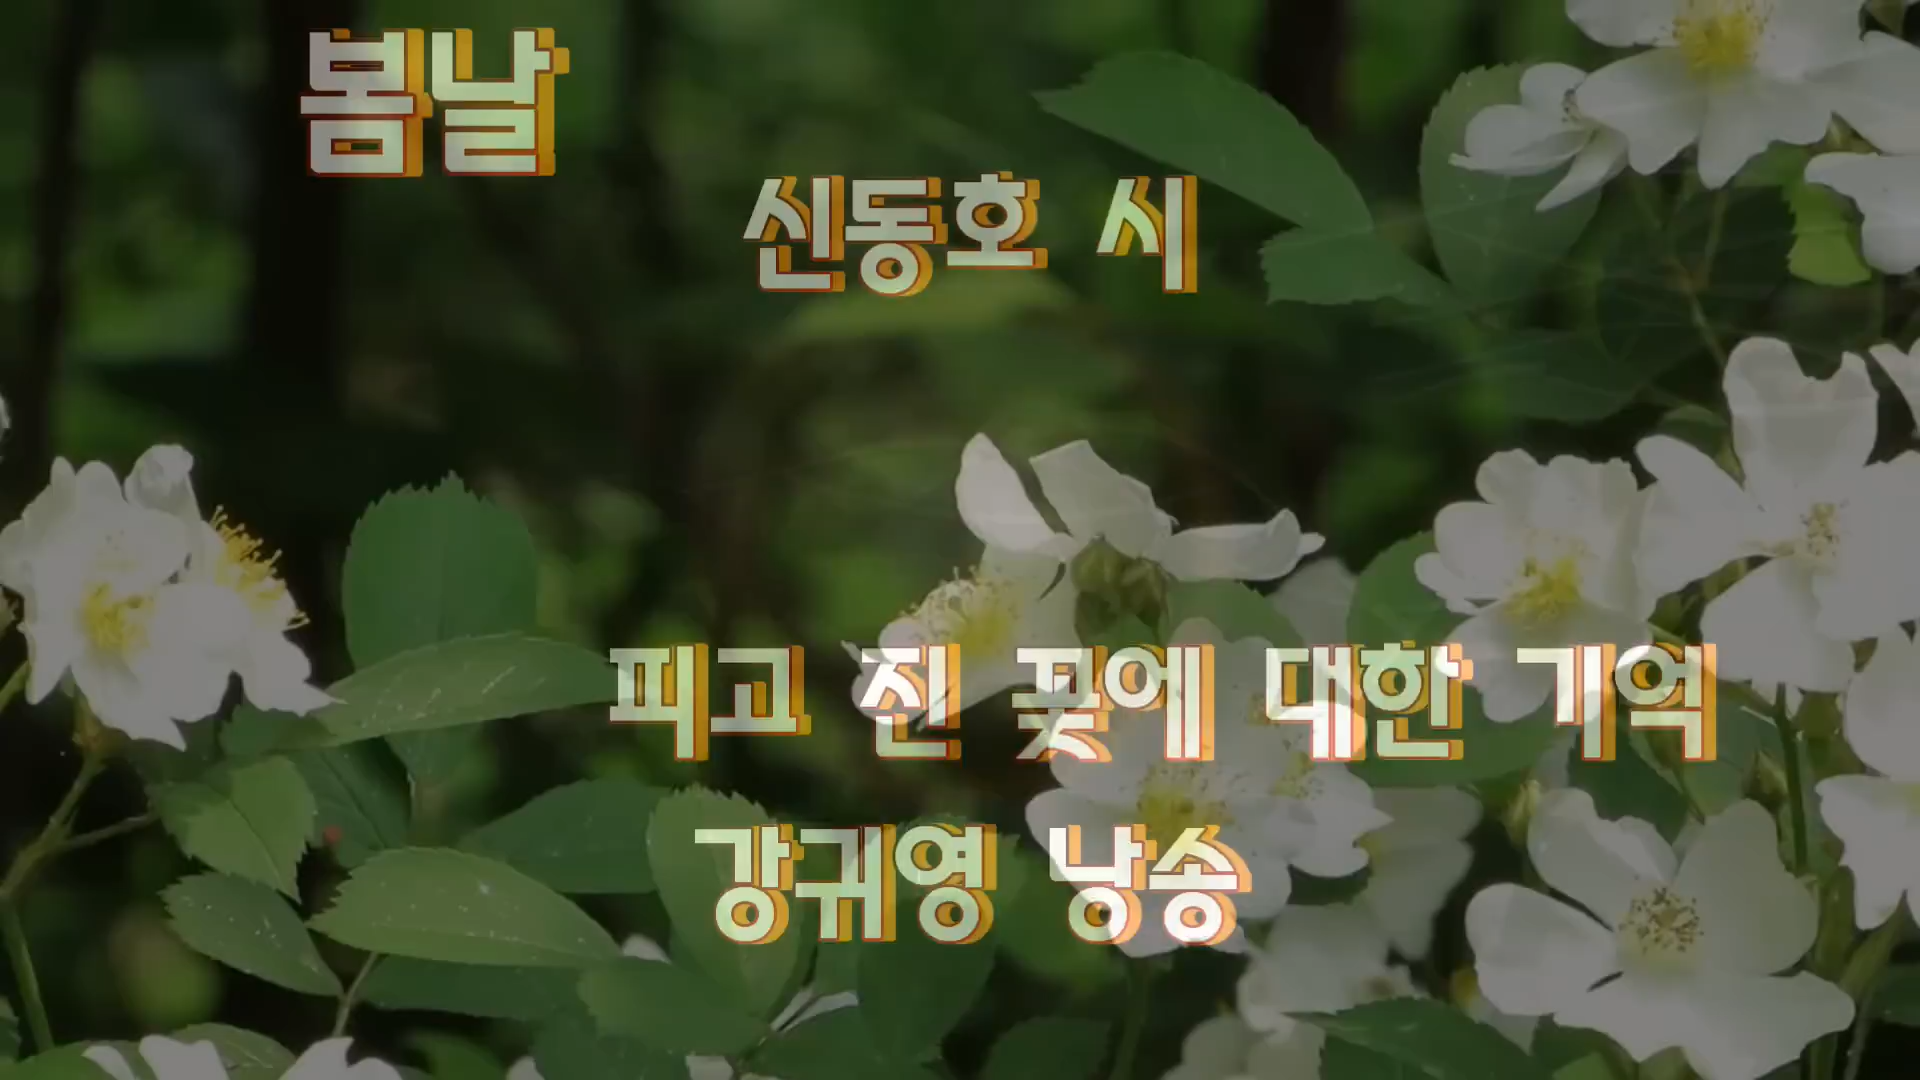 봄날
신동호 시
피고 진 꽃에 대한 기억
강귀영 낭송